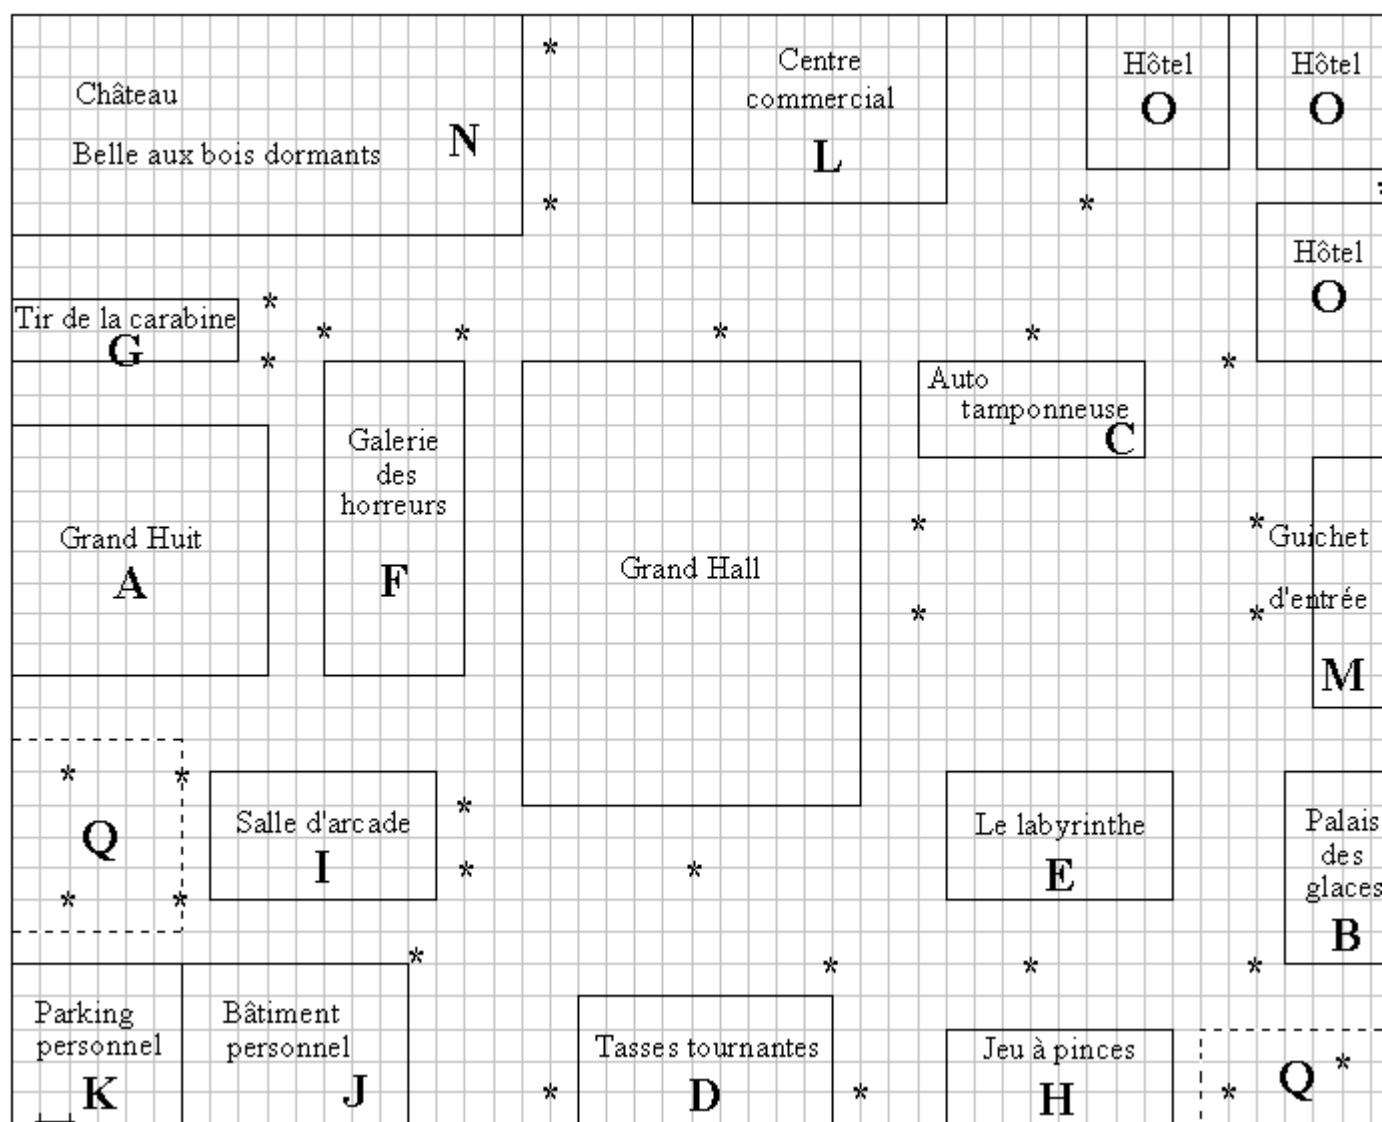 Château
Belle aux bois dormants
N
Centre
commercial
L
Hôtel
O
Hôtel
O
Hôtel
O
Tir de la carabine
G
Auto
tamponneuse
C
Galerie
des
horreurs
F
Grand Huit
A
Grand Hall
Guichet
d'entrée
M
Q
Salle d'arcade
I
Le labyrinthe
E
Palais
des
glaces
B
Parking
personnel
K
Bâtiment
personnel
J
Tasses tournantes
D
Jeu à pinces
H
Q